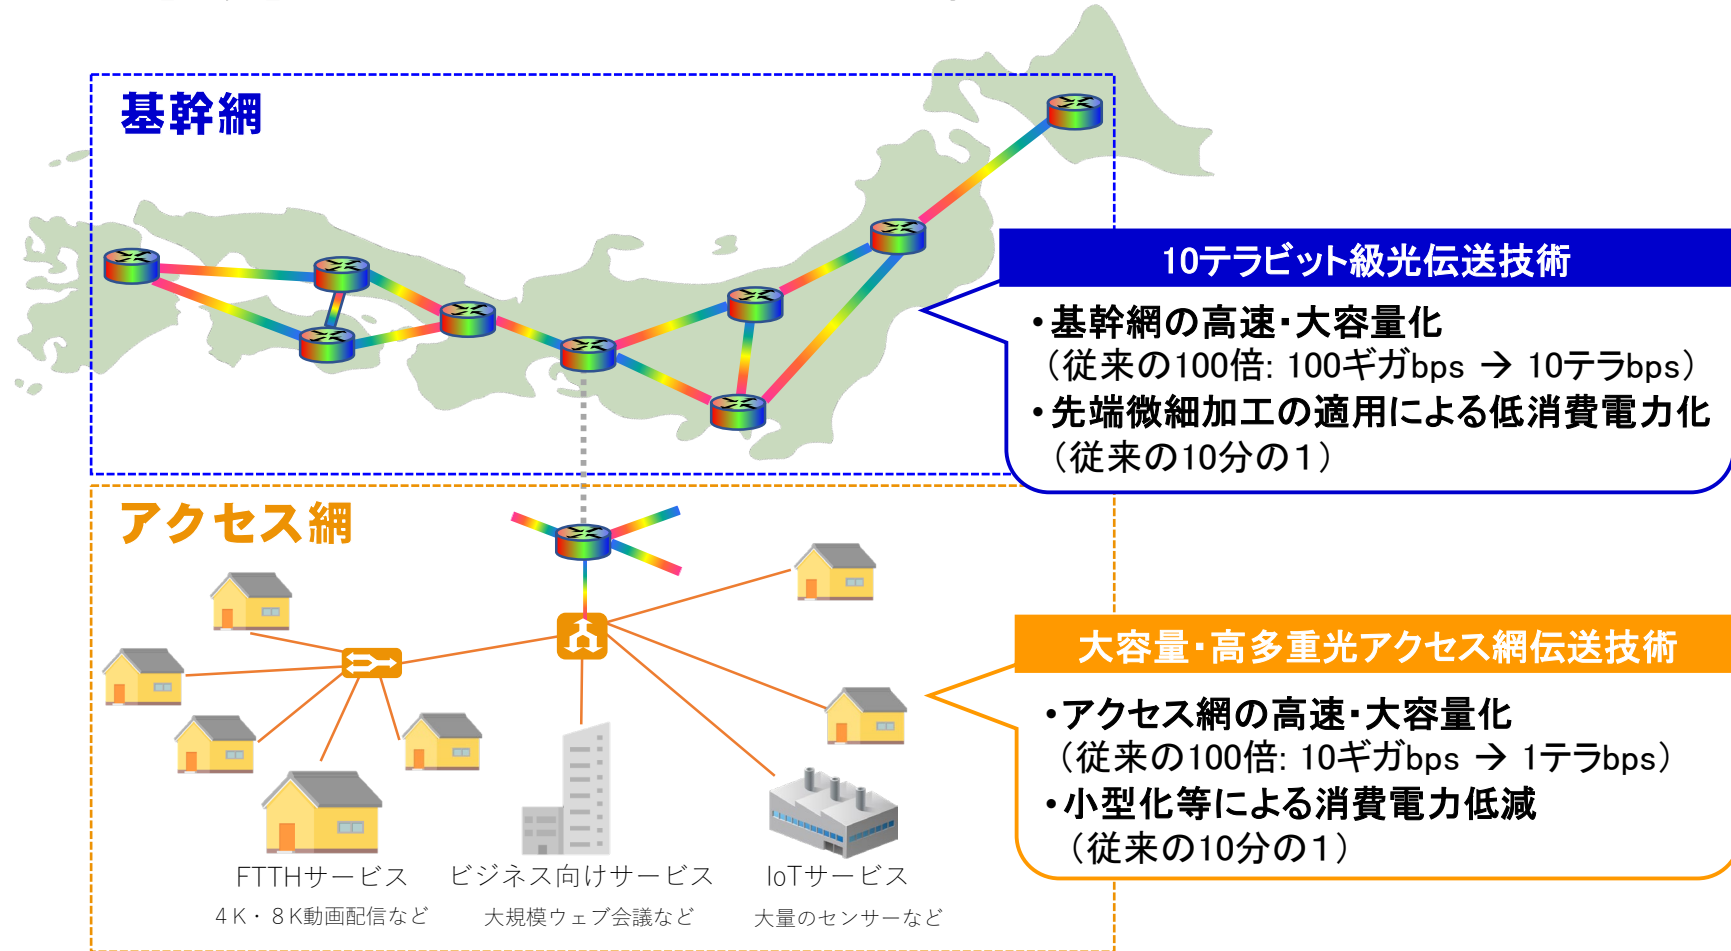 基幹網
10テラビット級光伝送技術
・基幹網の高速・大容量化
（従来の100倍: 100ギガbps → 10テラbps）
・先端微細加工の適用による低消費電力化
（従来の10分の１）
アクセス網
大容量・高多重光アクセス網伝送技術
・アクセス網の高速・大容量化
（従来の100倍: 10ギガbps → 1テラbps）
・小型化等による消費電力低減
（従来の10分の１）
FTTHサービス
４K・８K動画配信など
ビジネス向けサービス
大規模ウェブ会議など
IoTサービス
大量のセンサーなど